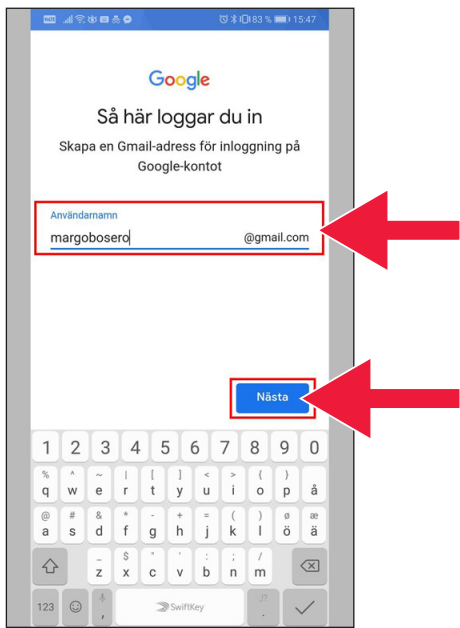 83 % 15:47
Google
Så här loggar du in
Skapa en Gmail-adress för inloggning på
Google-kontot
Användarnamn
margobosero @gmail.com
Nästa
1 2 3 4 5 6 7 8 9 0
% ^ ~ | [ ] < > { }
q w e r t y u i o p å
@ # & * - + = ( ) ø æ
a s d f g h j k l ö ä
_ $ " ' : ; /
z x c v b n m
123 , SwiftKey .